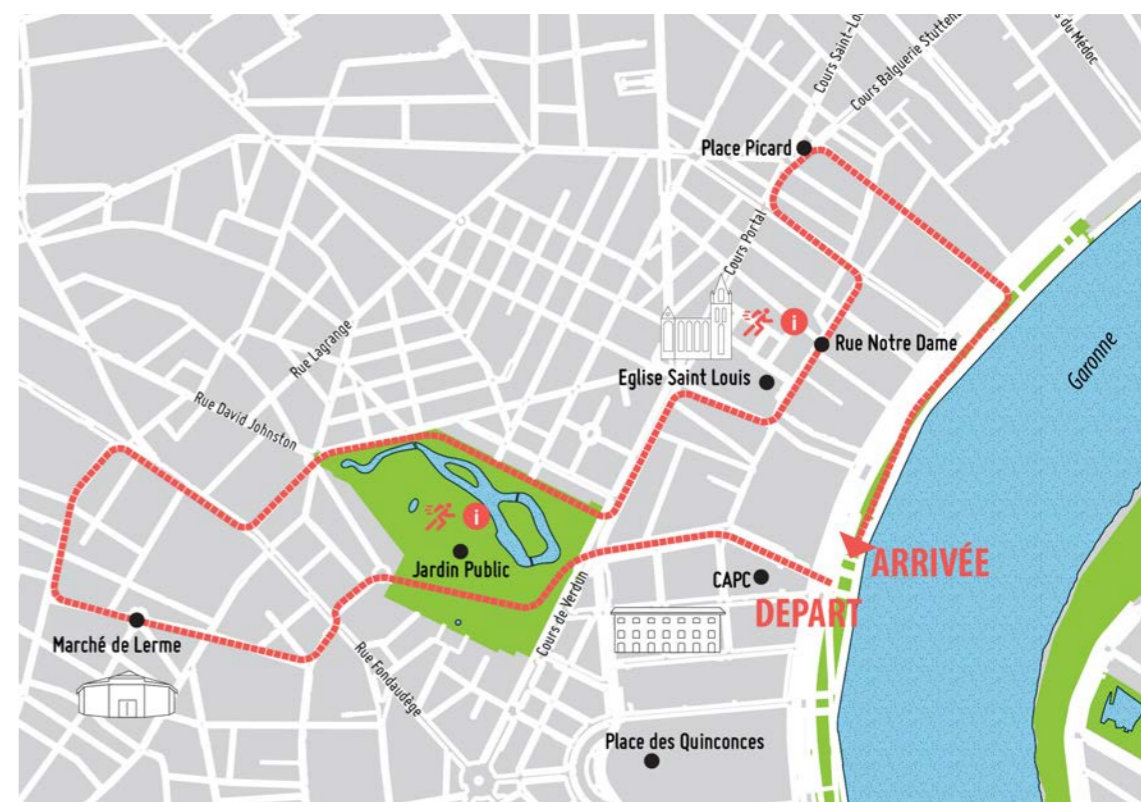 Cours Saint-Lou
Cours Balguerie Stuttenb
s du Médoc
Place Picard
Cours Portal
Garonne
i
Rue Notre Dame
Eglise Saint Louis
Rue Lagrange
Rue David Johnston
i
Jardin Public
ARRIVÉE
CAPC
DEPART
Cours de Verdun
Marché de Lerme
Rue Fondaudège
Place des Quinconces